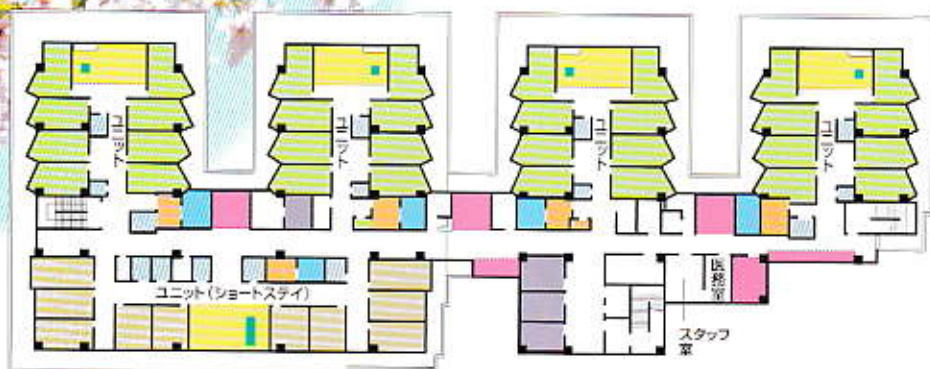 ユニット
ユニット
ユニット
ユニット
ユニット(ショートステイ)
医務室
スタッフ
室